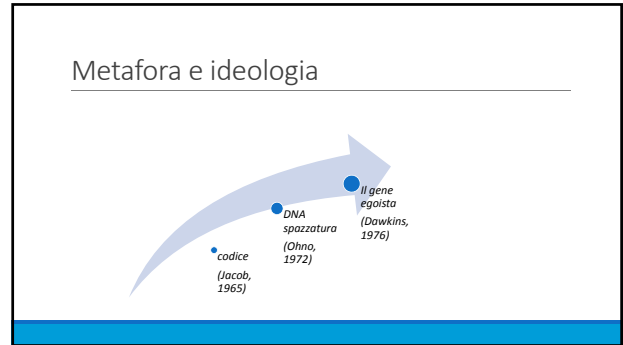 Metafora e ideologia
codice
(Jacob,
1965)
DNA
spazzatura
(Ohno,
1972)
Il gene
egoista
(Dawkins,
1976)